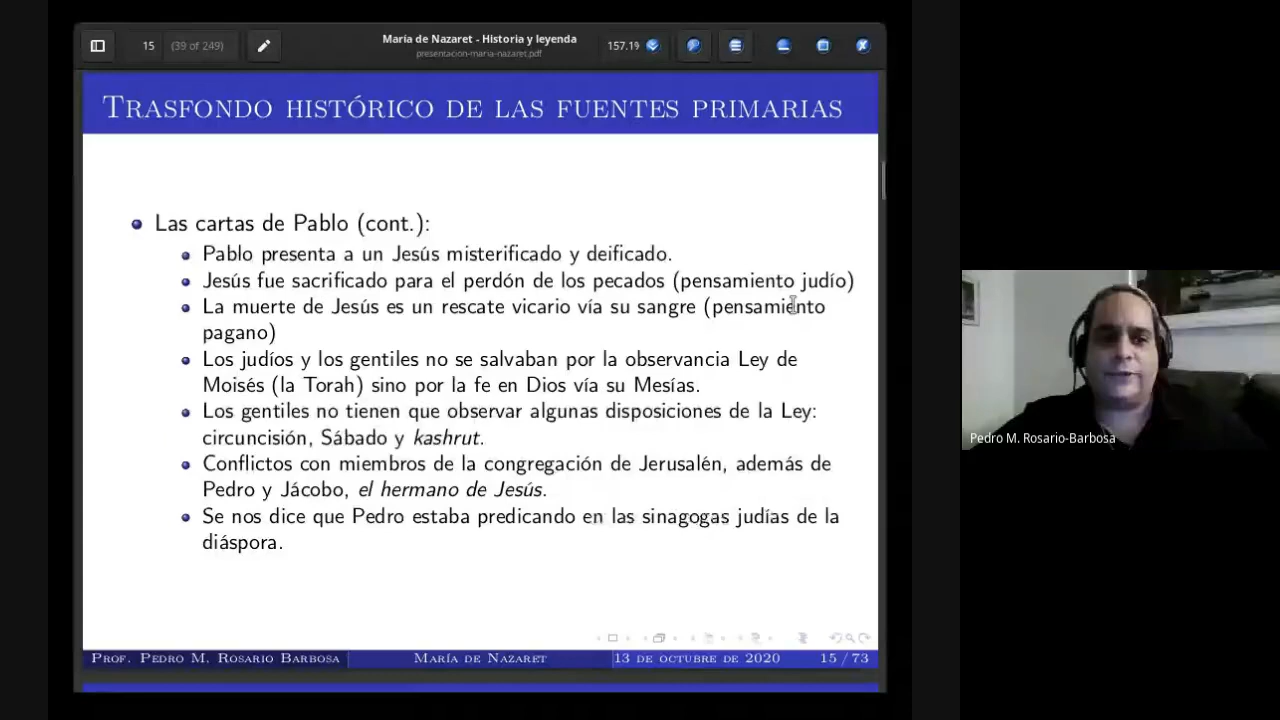 15
(39 of 249)
María de Nazaret - Historia y leyenda
presentacion-maria-nazaret.pdf
157.19
TRASFONDO HISTÓRICO DE LAS FUENTES PRIMARIAS
Las cartas de Pablo (cont.):
Pablo presenta a un Jesús misterificado y deificado.
Jesús fue sacrificado para el perdón de los pecados (pensamiento judío)
La muerte de Jesús es un rescate vicario vía su sangre (pensamiento
pagano)
Los judíos y los gentiles no se salvaban por la observancia Ley de
Moisés (la Torah) sino por la fe en Dios vía su Mesías.
Los gentiles no tienen que observar algunas disposiciones de la Ley:
circuncisión, Sábado y kashrut.
Conflictos con miembros de la congregación de Jerusalén, además de
Pedro y Jácobo, el hermano de Jesús.
Se nos dice que Pedro estaba predicando en las sinagogas judías de la
diáspora.
PROF. PEDRO M. ROSARIO BARBOSA
MARÍA DE NAZARET
13 DE OCTUBRE DE 2020
15 / 73
Pedro M. Rosario-Barbosa